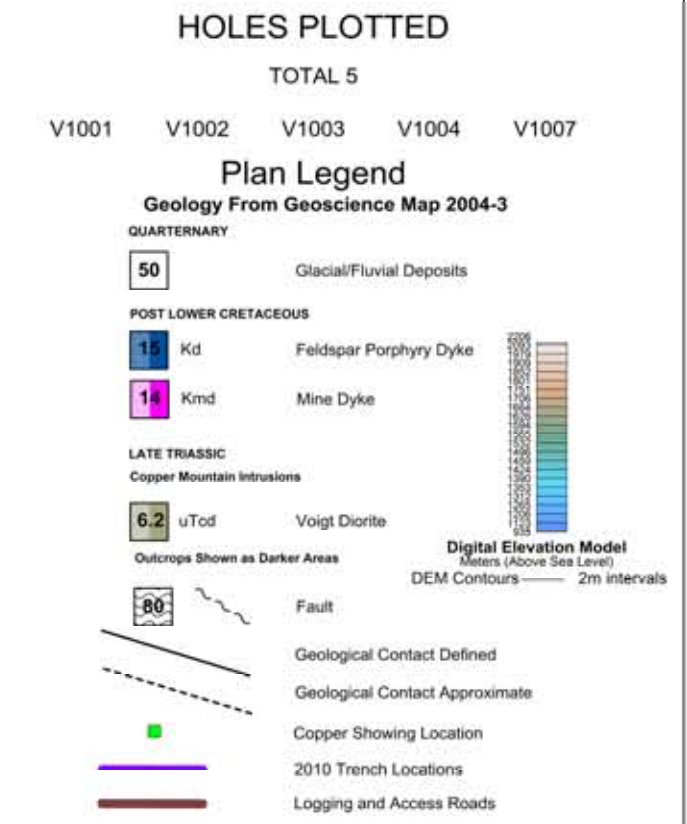 HOLES PLOTTED
TOTAL 5
V1001 V1002 V1003 V1004 V1007
Plan Legend
Geology From Geoscience Map 2004-3
QUARTERNARY
50 Glacial/Fluvial Deposits
POST LOWER CRETACEOUS
15 Kd Feldspar Porphyry Dyke
14 Kmd Mine Dyke
LATE TRIASSIC
Copper Mountain Intrusions
6.2 uTcd Voigt Diorite
Outcrops Shown as Darker Areas
Digital Elevation Model
Meters (Above Sea Level)
DEM Contours 2m intervals
80 Fault
Geological Contact Defined
Geological Contact Approximate
Copper Showing Location
2010 Trench Locations
Logging and Access Roads